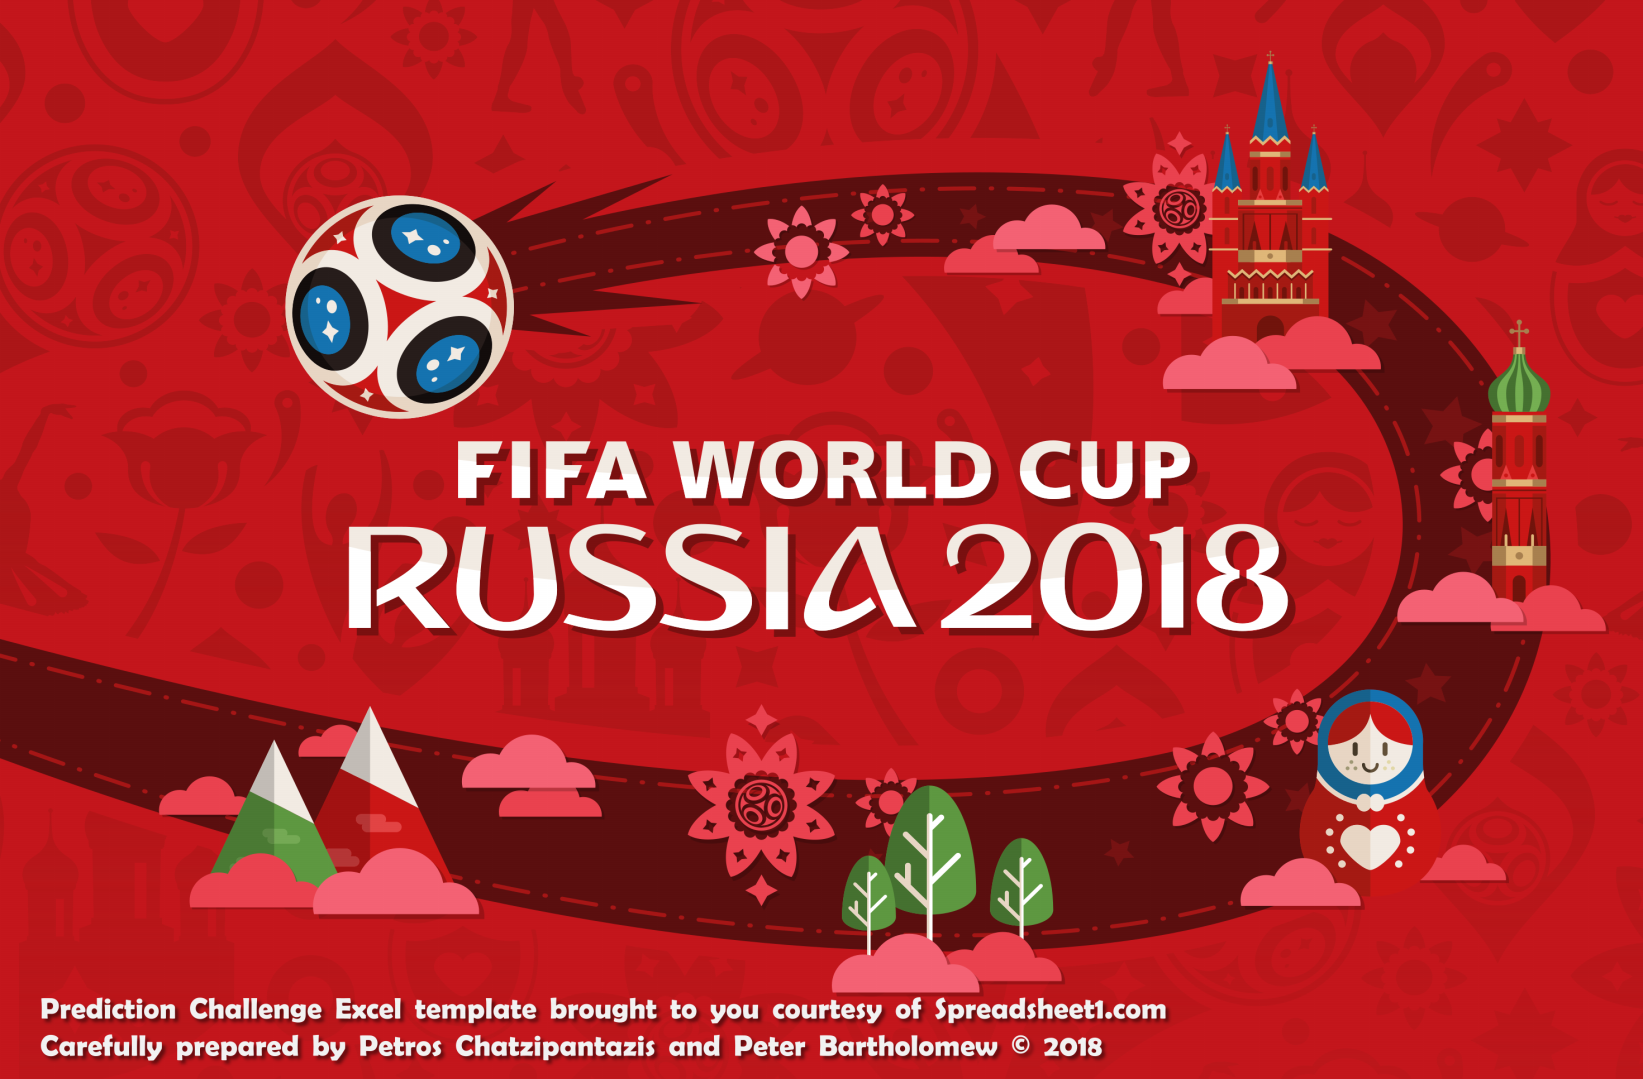 FIFA WORLD CUP
RUSSIA 2018
Prediction Challenge Excel template brought to you courtesy of Spreadsheet1.com
Carefully prepared by Petros Chatzipantazis and Peter Bartholomew © 2018